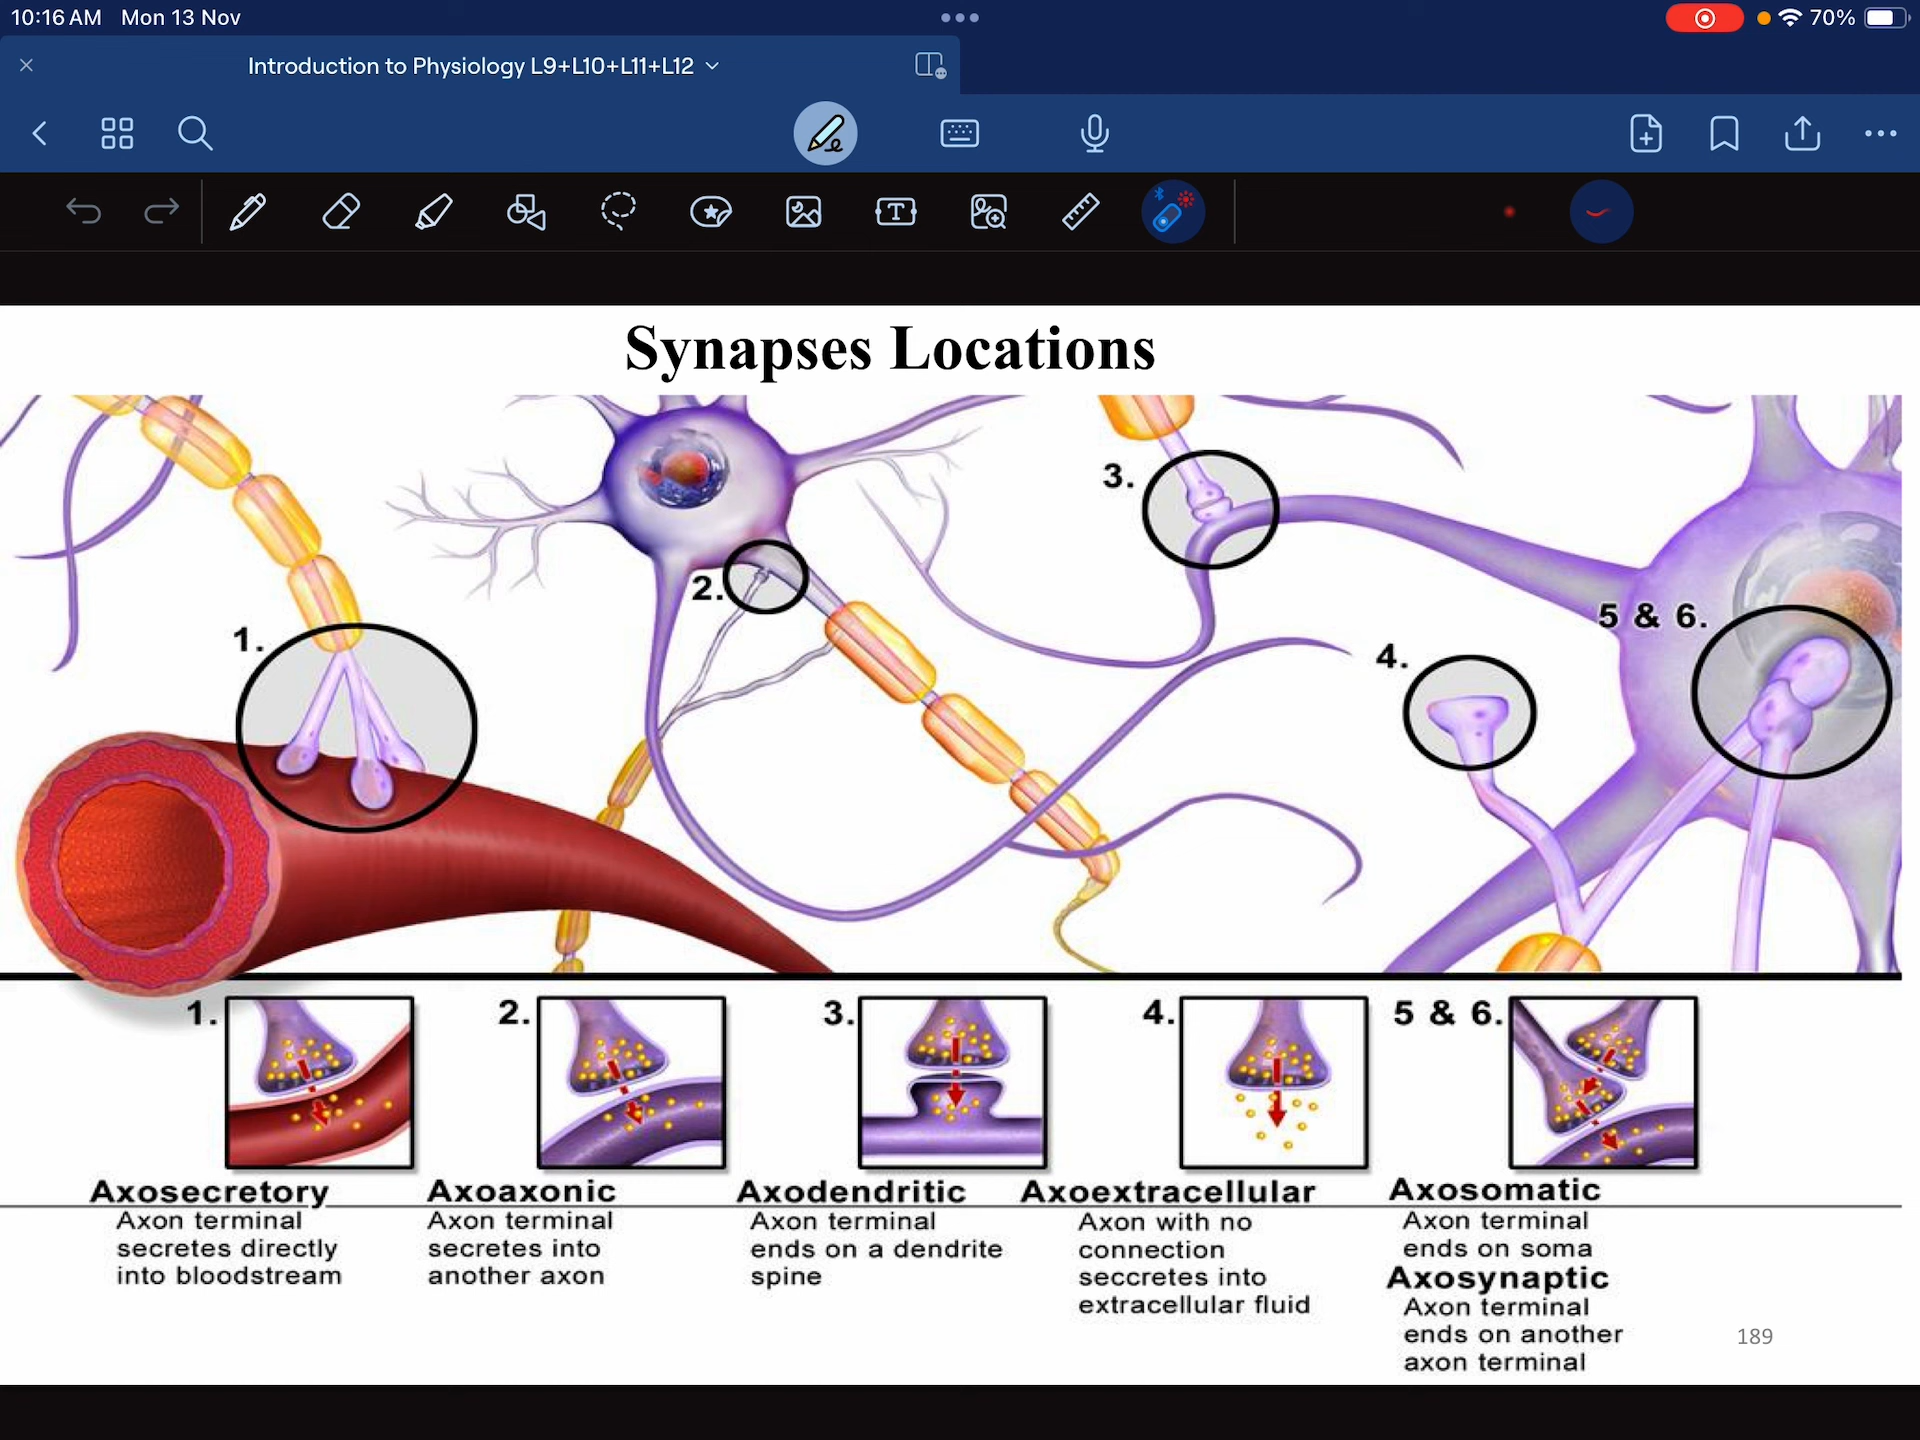 10:16 AM Mon 13 Nov
70%
Introduction to Physiology L9+L10+L11+L12
Synapses Locations
1.
2.
3.
4.
5 & 6.
1.
2.
3.
4.
5 & 6.
Axosecretory
Axon terminal
secretes directly
into bloodstream
Axoaxonic
Axon terminal
secretes into
another axon
Axodendritic
Axon terminal
ends on a dendrite
spine
Axoextracellular
Axon with no
connection
seccretes into
extracellular fluid
Axosomatic
Axon terminal
ends on soma
Axosynaptic
Axon terminal
ends on another
axon terminal
189